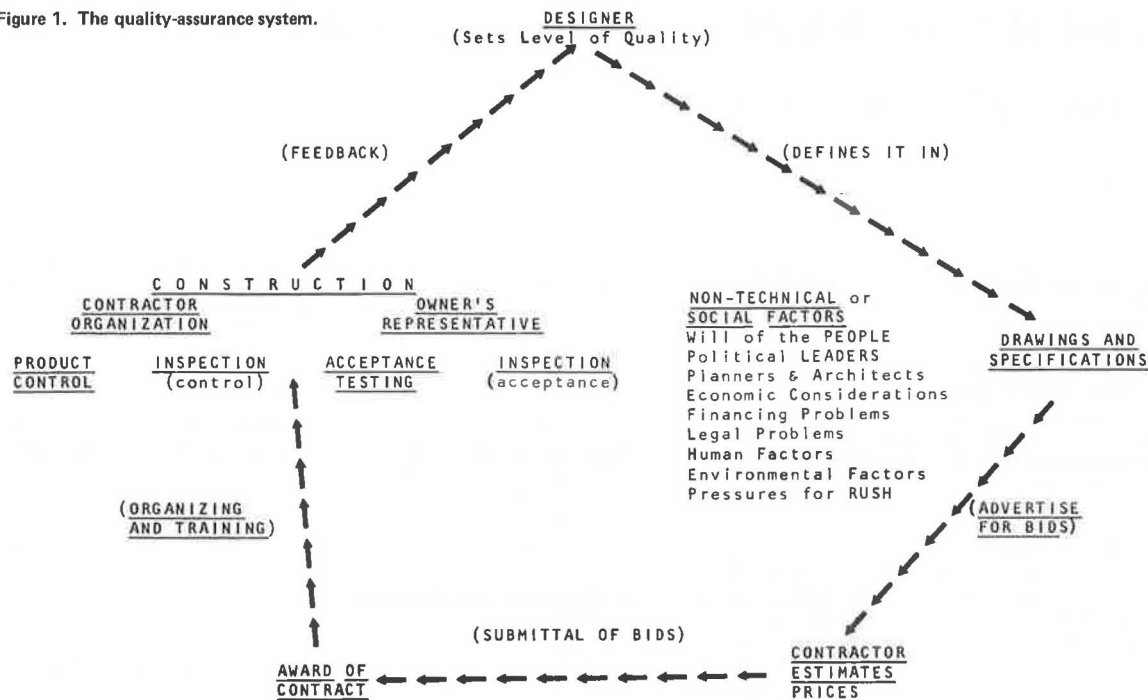 Figure 1. The quality-assurance system.
DESIGNER
(Sets Level of Quality)
(FEEDBACK)
(DEFINES IT IN)
CONSTRUCTION
CONTRACTOR
ORGANIZATION
OWNER'S
REPRESENTATIVE
PRODUCT
CONTROL
INSPECTION
(control)
ACCEPTANCE
TESTING
INSPECTION
(acceptance)
NON-TECHNICAL or
SOCIAL FACTORS
Will of the PEOPLE
Political LEADERS
Planners & Architects
Economic Considerations
Financing Problems
Legal Problems
Human Factors
Environmental Factors
Pressures for RUSH
DRAWINGS AND
SPECIFICATIONS
(ORGANIZING
AND TRAINING)
(ADVERTISE
FOR BIDS)
(SUBMITTAL OF BIDS)
AWARD OF
CONTRACT
CONTRACTOR
ESTIMATES
PRICES